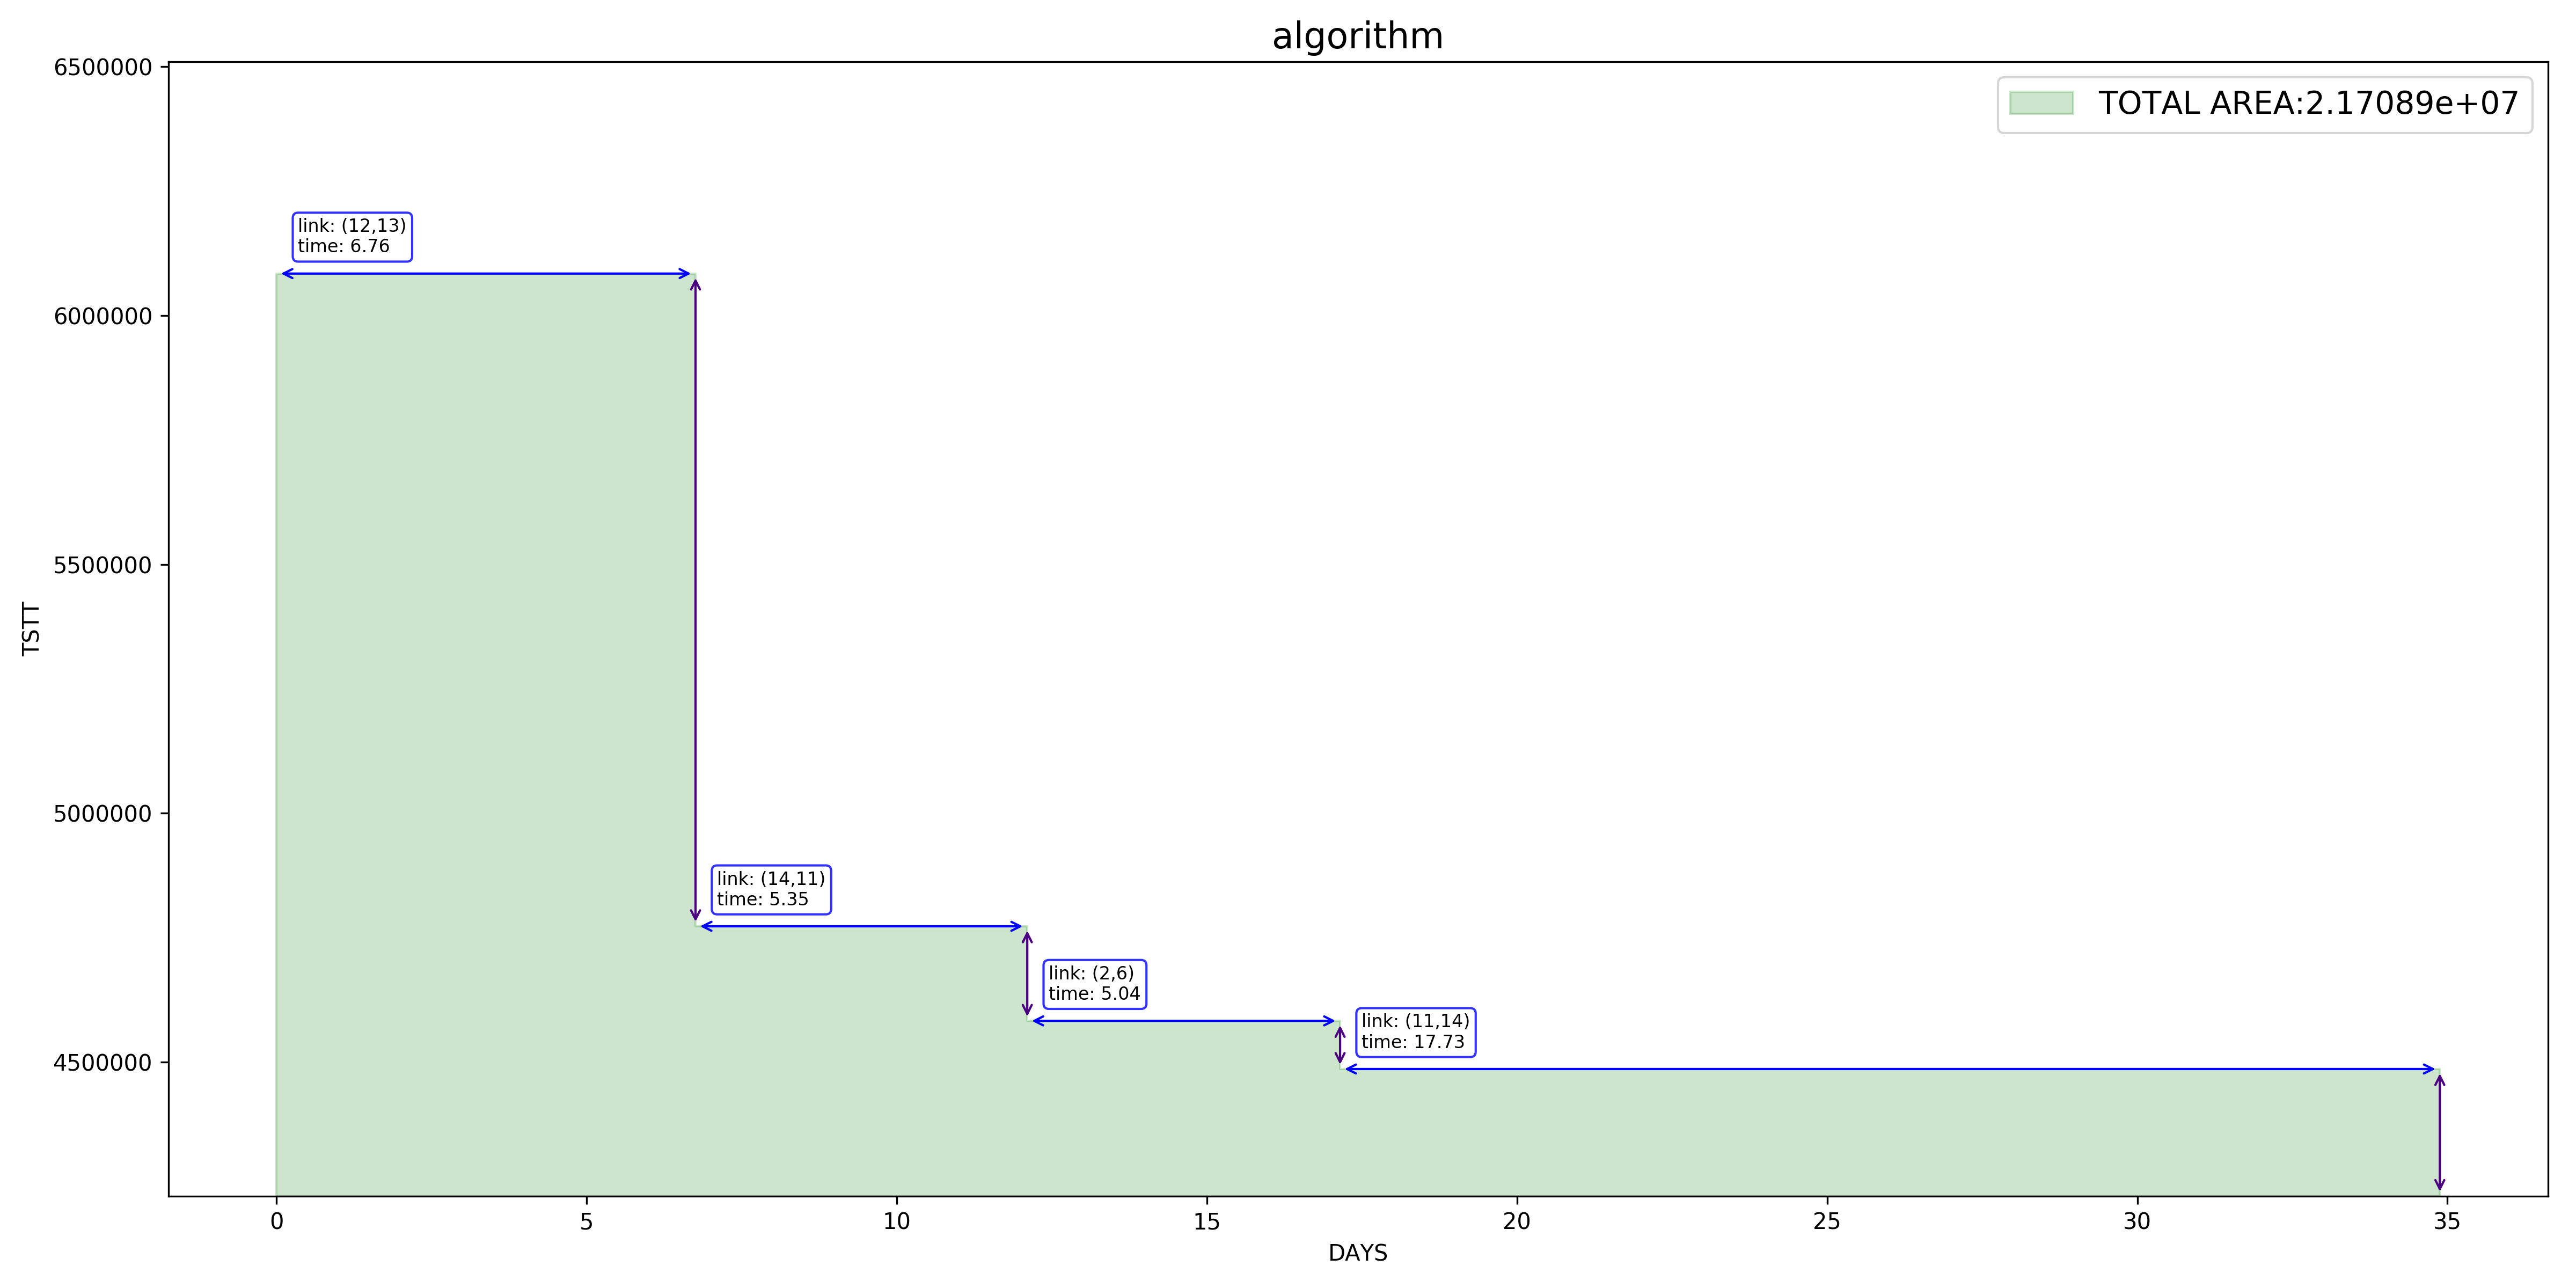 algorithm
TOTAL AREA:2.17089e+07
6500000
6000000
5500000
5000000
4500000
TSTT
link: (12,13)
time: 6.76
link: (14,11)
time: 5.35
link: (2,6)
time: 5.04
link: (11,14)
time: 17.73
0 5 10 15 20 25 30 35
DAYS